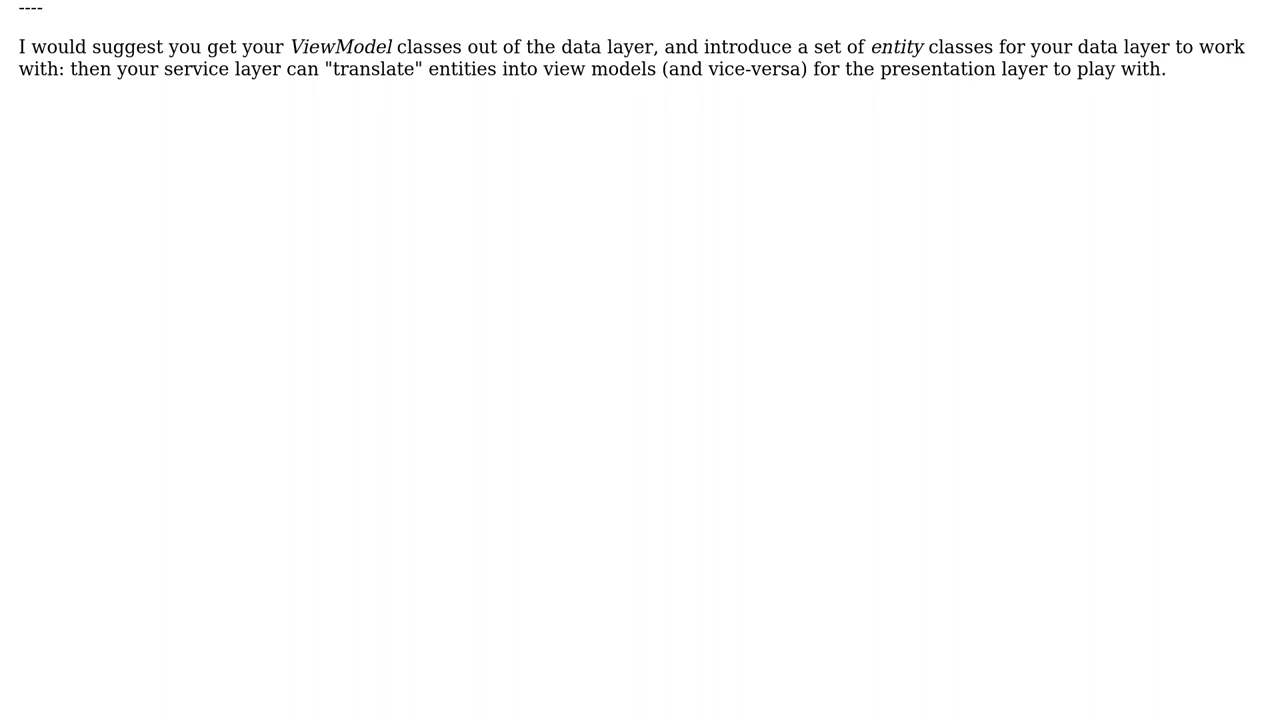 ----
I would suggest you get your ViewModel classes out of the data layer, and introduce a set of entity classes for your data layer to work
with: then your service layer can "translate" entities into view models (and vice-versa) for the presentation layer to play with.